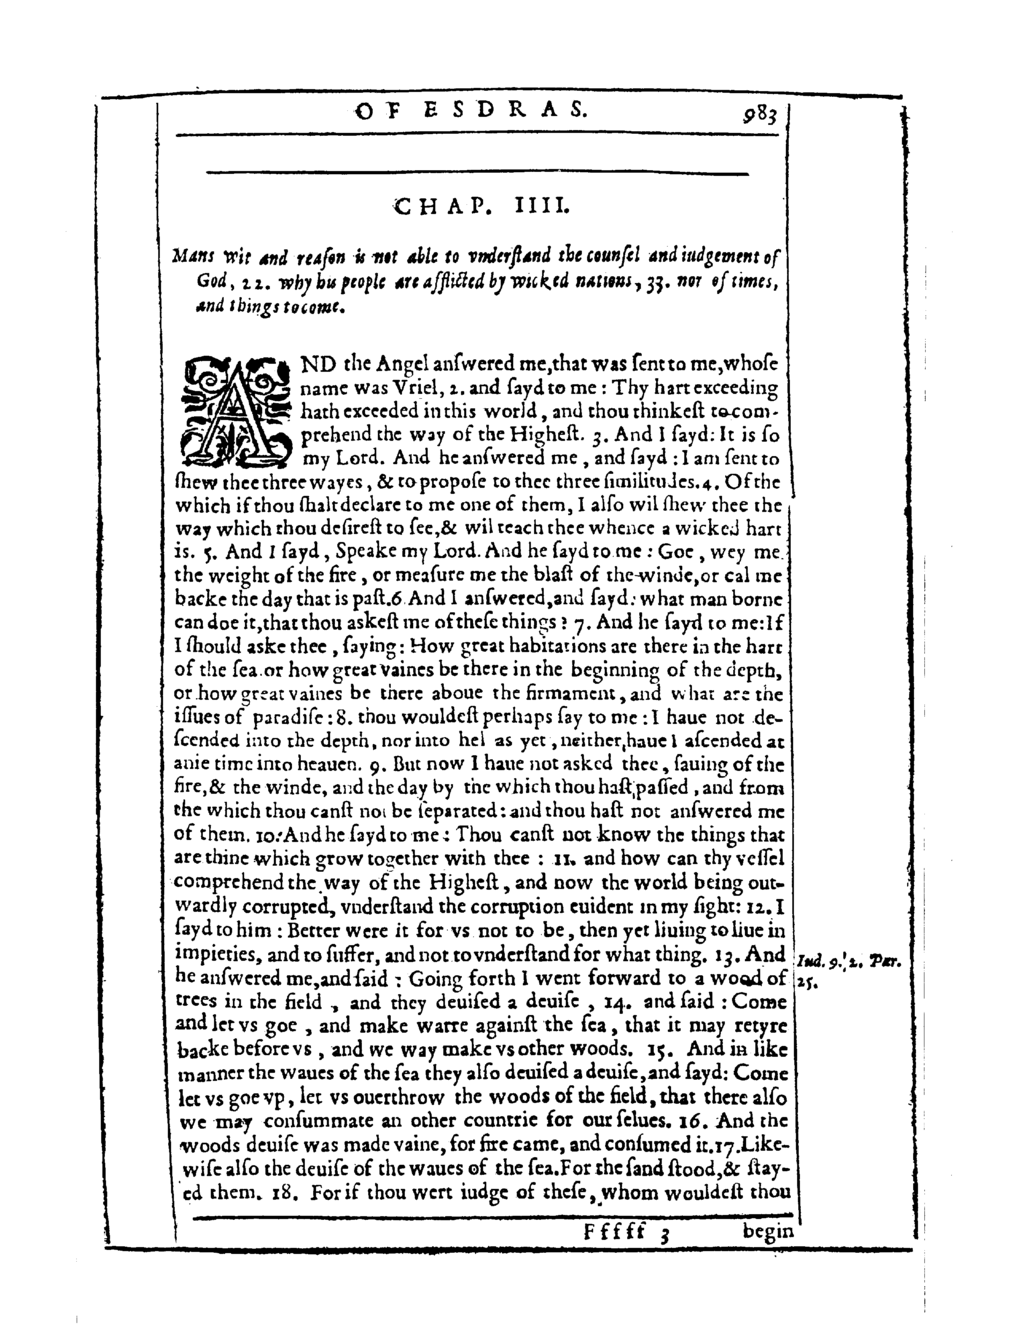 OF ESDRAS. 983
CHAP. IIII.
Mans wit and reaſon is not able to vnderſtand the counſel and iudgement of
God, 22. why his people are afflicted by wicked nations, 33. nor of times,
and things to come.
AND the Angel anſwered me, that was ſent to me, whoſe
name was Vriel, 2. and ſayd to me: Thy hart exceeding
hath exceeded in this world, and thou thinkeſt to com-
prehend the way of the Higheſt. 3. And I ſayd: It is ſo
my Lord. And he anſwered me, and ſayd: I am ſent to
ſhew thee three wayes, & to propoſe to thee three ſimilitudes. 4. Of the
which if thou ſhalt declare to me one of them, I alſo wil ſhew thee the
way which thou deſireſt to ſee, & wil teach thee whence a wicked hart
is. 5. And I ſayd, Speake my Lord. And he ſayd to me: Goe, wey me
the weight of the fire, or meaſure me the blaſt of the winde, or cal me
backe the day that is paſt. 6. And I anſwered, and ſayd: what man borne
can doe it, that thou askeſt me of theſe things? 7. And he ſayd to me: If
I ſhould aske thee, ſaying: How great habitations are there in the hart
of the ſea, or how great vaines be there in the beginning of the depth,
or how great vaines be there aboue the firmament, and what are the
iſſues of paradiſe: 8. thou wouldeſt perhaps ſay to me: I haue not de-
ſcended into the depth, nor into hel as yet, neither haue I aſcended at
anie time into heauen. 9. But now I haue not asked thee, ſauing of the
fire, & the winde, and the day by the which thou haſt paſſed, and from
the which thou canſt not be ſeparated: and thou haſt not anſwered me
of them. 10. And he ſayd to me: Thou canſt not know the things that
are thine which grow together with thee: 11. and how can thy veſſel
comprehend the way of the Higheſt, and now the world being out-
wardly corrupted, vnderſtand the corruption euident in my ſight: 12. I
ſayd to him: Better were it for vs not to be, then yet liuing to liue in
impieties, and to ſuffer, and not to vnderſtand for what thing. 13. And
he anſwered me, and ſaid: Going forth I went forward to a wood of
trees in the field, and they deuiſed a deuiſe, 14. and ſaid: Come
and let vs goe, and make warre againſt the ſea, that it may retyre
backe before vs, and we way make vs other woods. 15. And in like
manner the waues of the ſea they alſo deuiſed a deuiſe, and ſayd: Come
let vs goe vp, let vs ouerthrow the woods of the field, that there alſo
we may conſummate an other countrie for our ſelues. 16. And the
woods deuiſe was made vaine, for fire came, and conſumed it. 17. Like-
wiſe alſo the deuiſe of the waues of the ſea. For the ſand ſtood, & ſtay-
ed them. 18. For if thou wert iudge of theſe, whom wouldeſt thou
Iud. 9. 2. Par.
25.
Fffff 3 begin